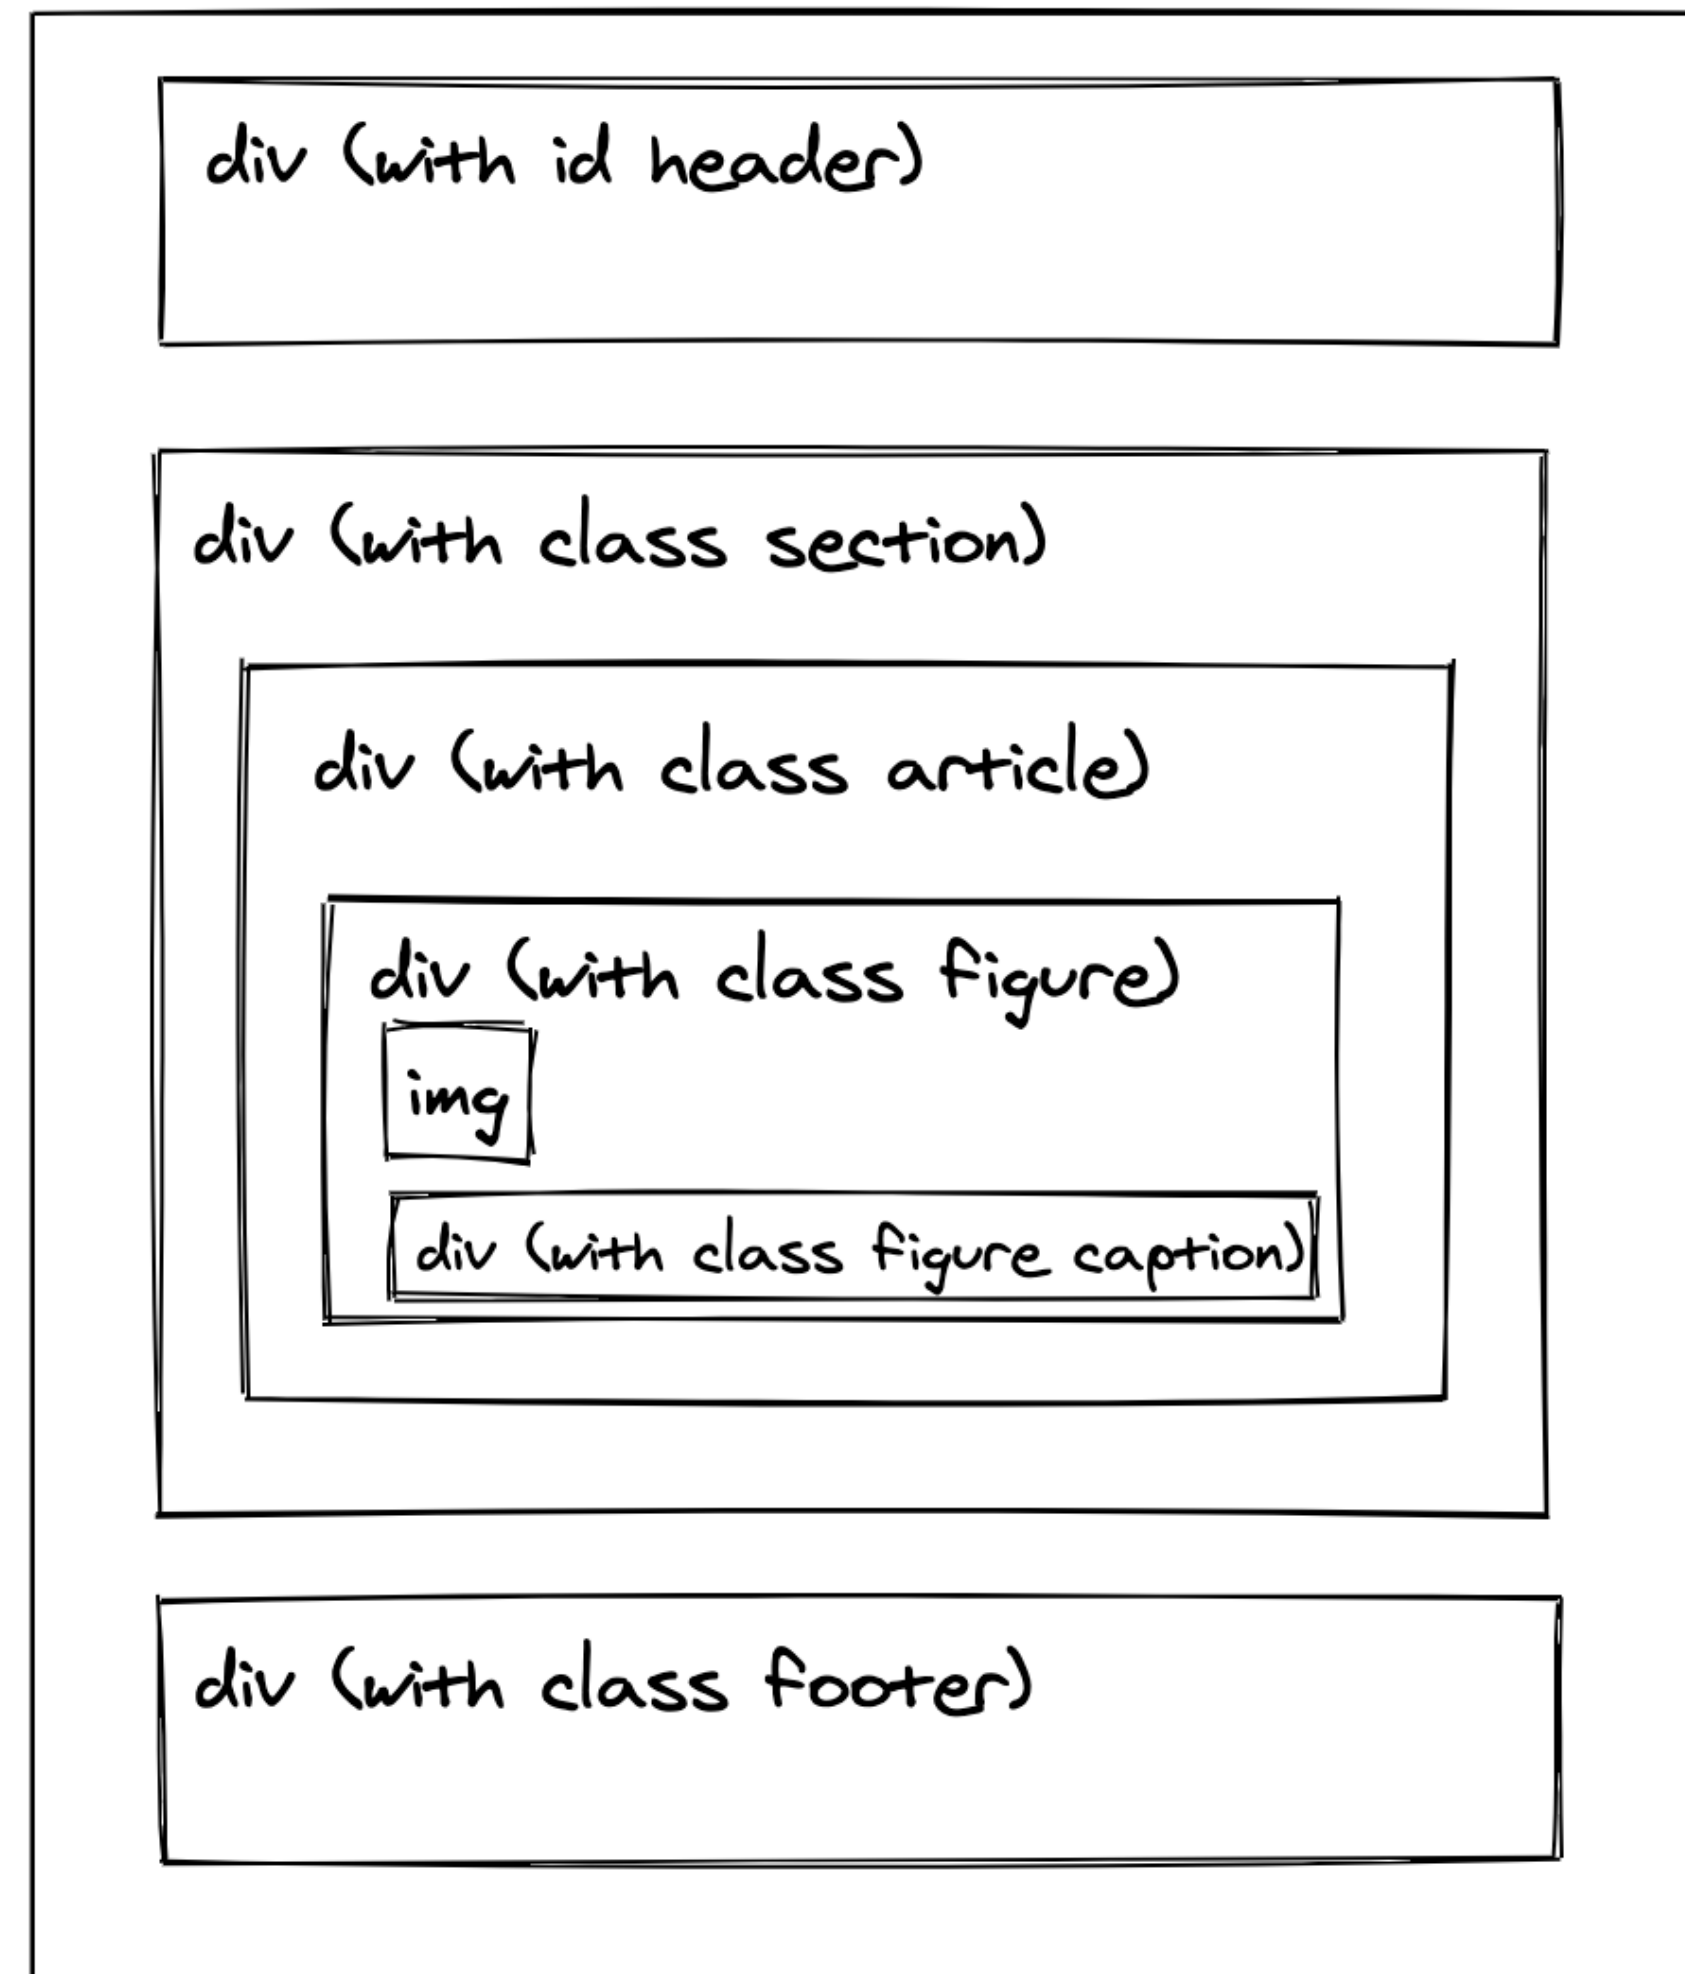 div (with id header)
div (with class section)
div (with class article)
div (with class figure)
img
div (with class figure caption)
div (with class footer)